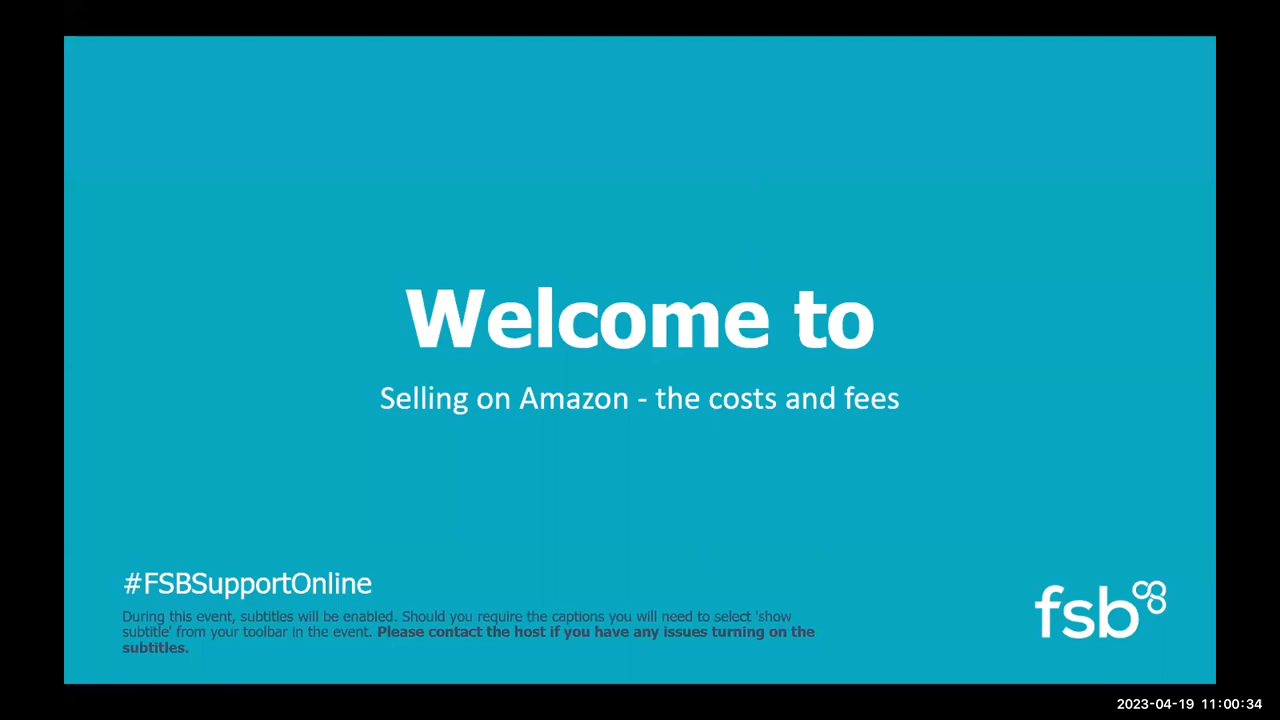 Welcome to
Selling on Amazon - the costs and fees
#FSBSupportOnline
During this event, subtitles will be enabled. Should you require the captions you will need to select 'show
subtitle' from your toolbar in the event. Please contact the host if you have any issues turning on the
subtitles.
fsb
2023-04-19 11:00:34